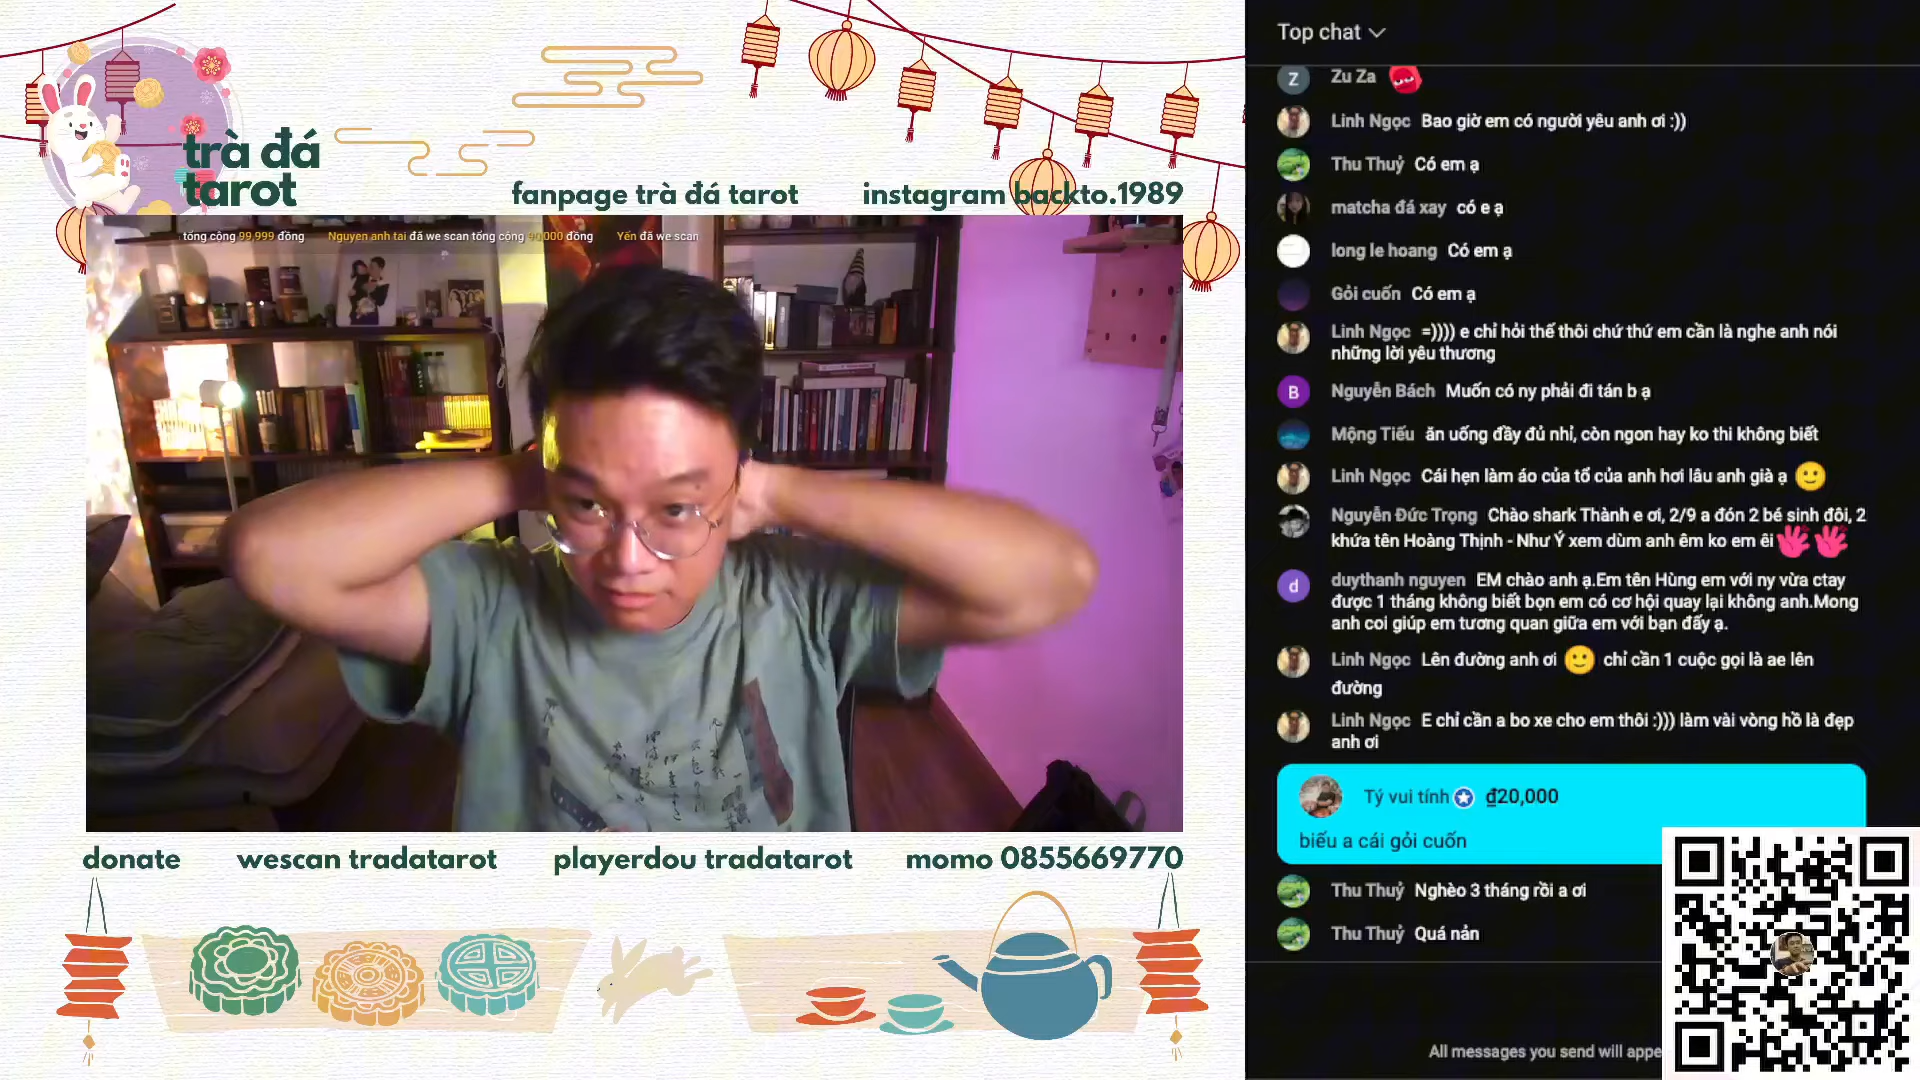 trà đá
tarot
fanpage trà đá tarot
instagram backto.1989
tổng cộng 99,999 đồng Nguyen anh tai đã we scan tổng cộng 90,000 đồng Yến đã we scan
donate
wescan tradatarot
playerdou tradatarot
momo 0855669770
Top chat
Z Zu Za
Linh Ngọc Bao giờ em có người yêu anh ơi :))
Thu Thuỷ Có em ạ
matcha đá xay có e ạ
long le hoang Có em ạ
Gỏi cuốn Có em ạ
Linh Ngọc =)))) e chỉ hỏi thế thôi chứ thứ em cần là nghe anh nói
những lời yêu thương
B Nguyễn Bách Muốn có ny phải đi tán b ạ
Mộng Tiếu ăn uống đầy đủ nhỉ, còn ngon hay ko thi không biết
Linh Ngọc Cái hẹn làm áo của tổ của anh hơi lâu anh già ạ 🙂
Nguyễn Đức Trọng Chào shark Thành e ơi, 2/9 a đón 2 bé sinh đôi, 2
khứa tên Hoàng Thịnh - Như Ý xem dùm anh êm ko em êi
d duythanh nguyen EM chào anh ạ.Em tên Hùng em với ny vừa ctay
được 1 tháng không biết bọn em có cơ hội quay lại không anh.Mong
anh coi giúp em tương quan giữa em với bạn đấy ạ.
Linh Ngọc Lên đường anh ơi 🙂 chỉ cần 1 cuộc gọi là ae lên
đường
Linh Ngọc E chỉ cần a bo xe cho em thôi :))) làm vài vòng hồ là đẹp
anh ơi
Tý vui tính ₫20,000
biếu a cái gỏi cuốn
Thu Thuỷ Nghèo 3 tháng rồi a ơi
Thu Thuỷ Quá nản
All messages you send will appe